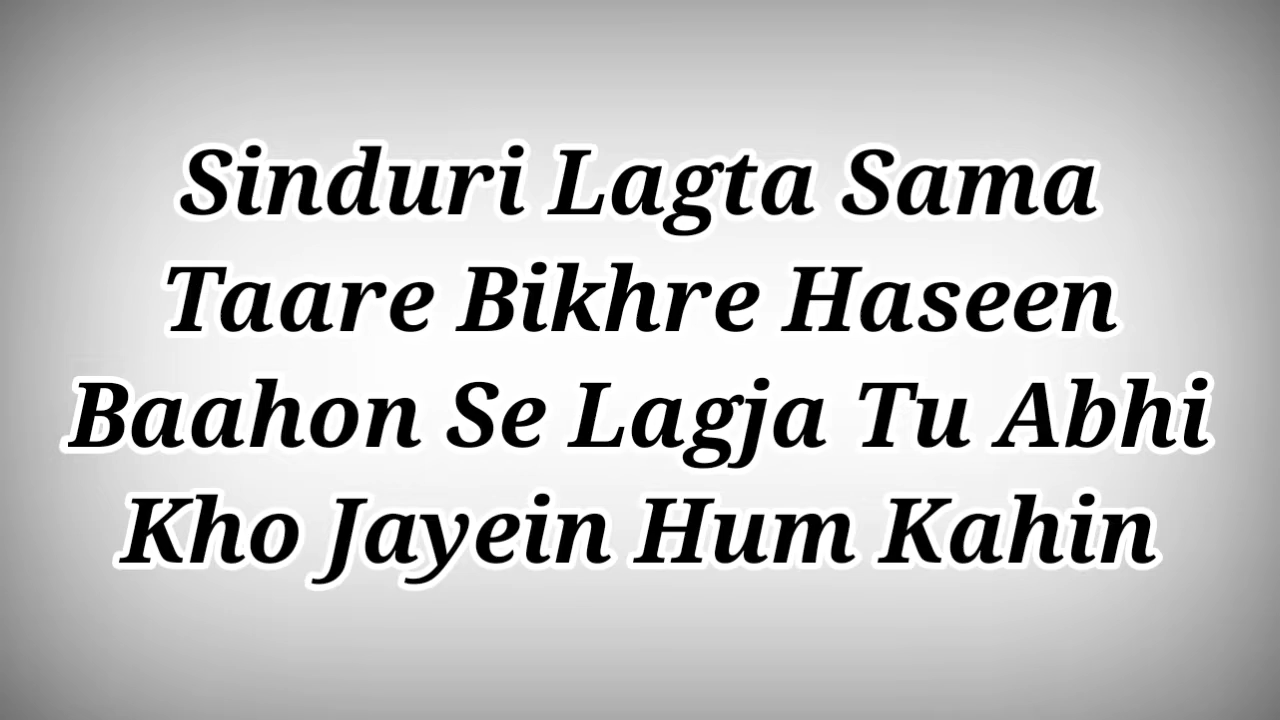 Sinduri Lagta Sama
Taare Bikhre Haseen
Baahon Se Lagja Tu Abhi
Kho Jayein Hum Kahin